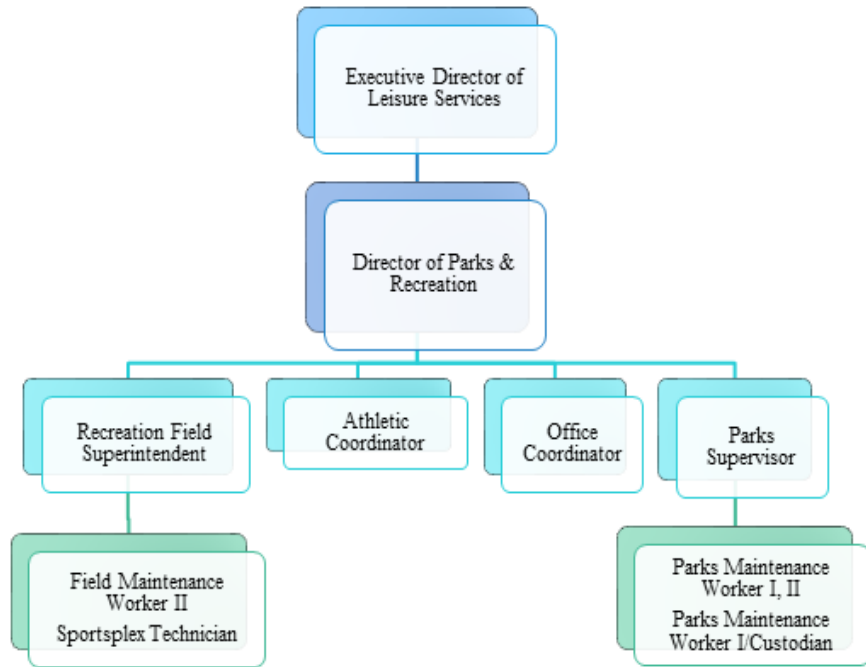 Executive Director of
Leisure Services
Director of Parks &
Recreation
Recreation Field
Superintendent
Athletic
Coordinator
Office
Coordinator
Parks
Supervisor
Field Maintenance
Worker II
Sportsplex Technician
Parks Maintenance
Worker I, II
Parks Maintenance
Worker I/Custodian